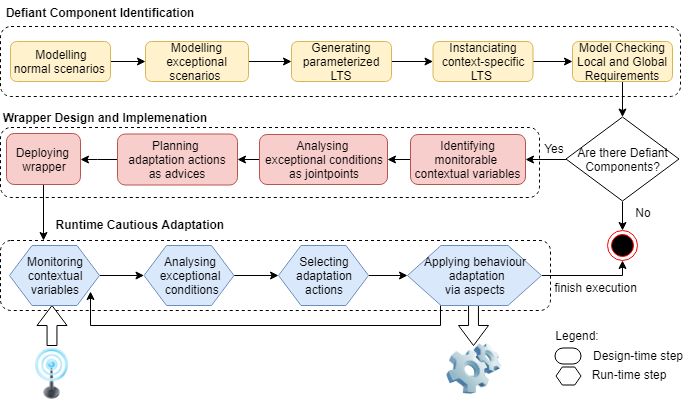 Defiant Component Identification
Modelling
normal scenarios
Modelling
exceptional
scenarios
Generating
parameterized
LTS
Instanciating
context-specific
LTS
Model Checking
Local and Global
Requirements
Wrapper Design and Implemenation
Deploying
wrapper
Planning
adaptation actions
as advices
Analysing
exceptional conditions
as jointpoints
Identifying
monitorable
contextual variables
Yes
Are there Defiant
Components?
No
Runtime Cautious Adaptation
Monitoring
contextual
variables
Analysing
exceptional
conditions
Selecting
adaptation
actions
Applying behaviour
adaptation
via aspects
finish execution
Legend:
Design-time step
Run-time step